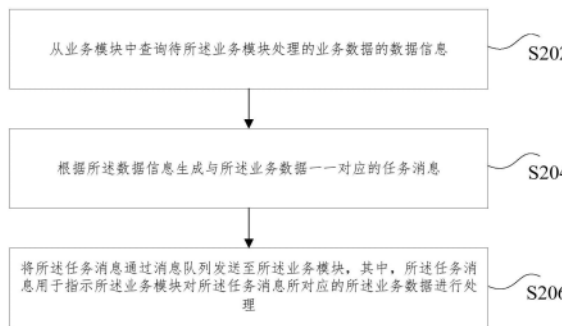 从业务模块中查询待所述业务模块处理的业务数据的数据信息
S202
根据所述数据信息生成与所述业务数据一一对应的任务消息
S204
将所述任务消息通过消息队列发送至所述业务模块，其中，所述任务消
息用于指示所述业务模块对所述任务消息所对应的所述业务数据进行处
理
S206